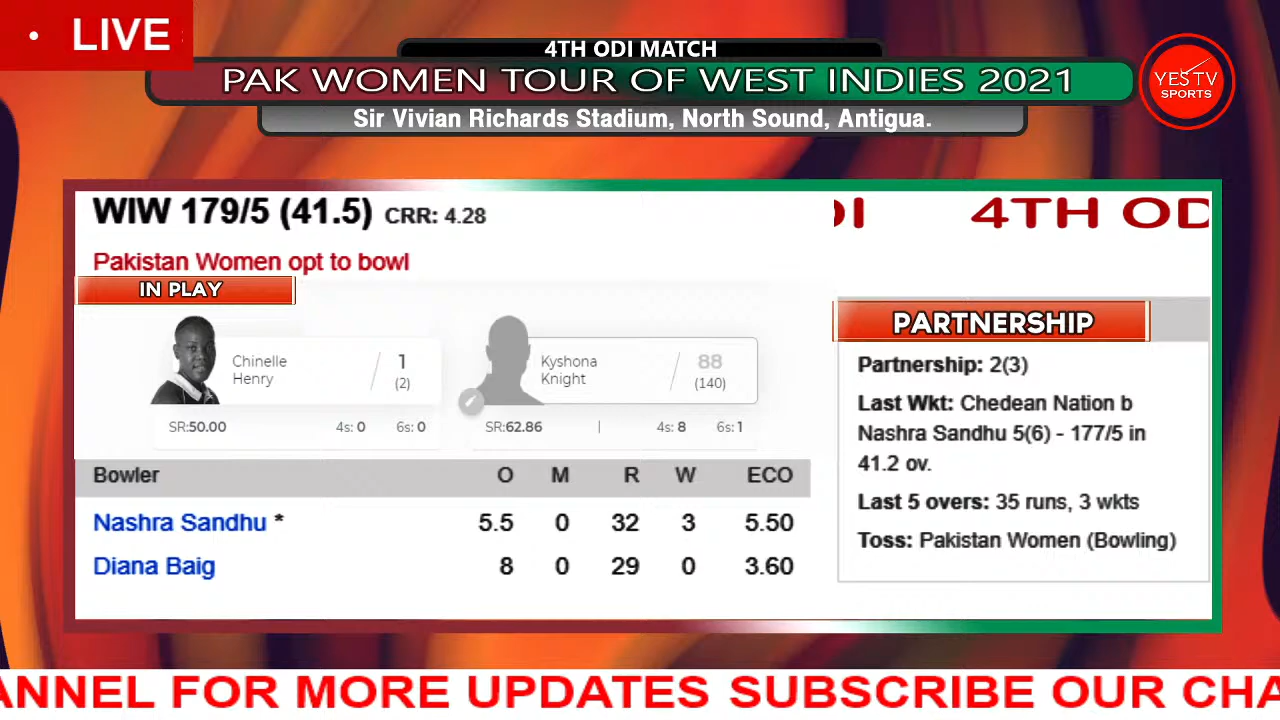 • LIVE
4TH ODI MATCH
PAK WOMEN TOUR OF WEST INDIES 2021
Sir Vivian Richards Stadium, North Sound, Antigua.
YESTV
SPORTS
WIW 179/5 (41.5) CRR: 4.28
DI 4TH OD
Pakistan Women opt to bowl
IN PLAY
Chinelle
Henry
1
(2)
SR:50.00 4s: 0 6s: 0
Kyshona
Knight
88
(140)
SR:62.86 | 4s: 8 6s: 1
Bowler O M R W ECO
Nashra Sandhu * 5.5 0 32 3 5.50
Diana Baig 8 0 29 0 3.60
PARTNERSHIP
Partnership: 2(3)
Last Wkt: Chedean Nation b
Nashra Sandhu 5(6) - 177/5 in
41.2 ov.
Last 5 overs: 35 runs, 3 wkts
Toss: Pakistan Women (Bowling)
ANNEL FOR MORE UPDATES SUBSCRIBE OUR CHA